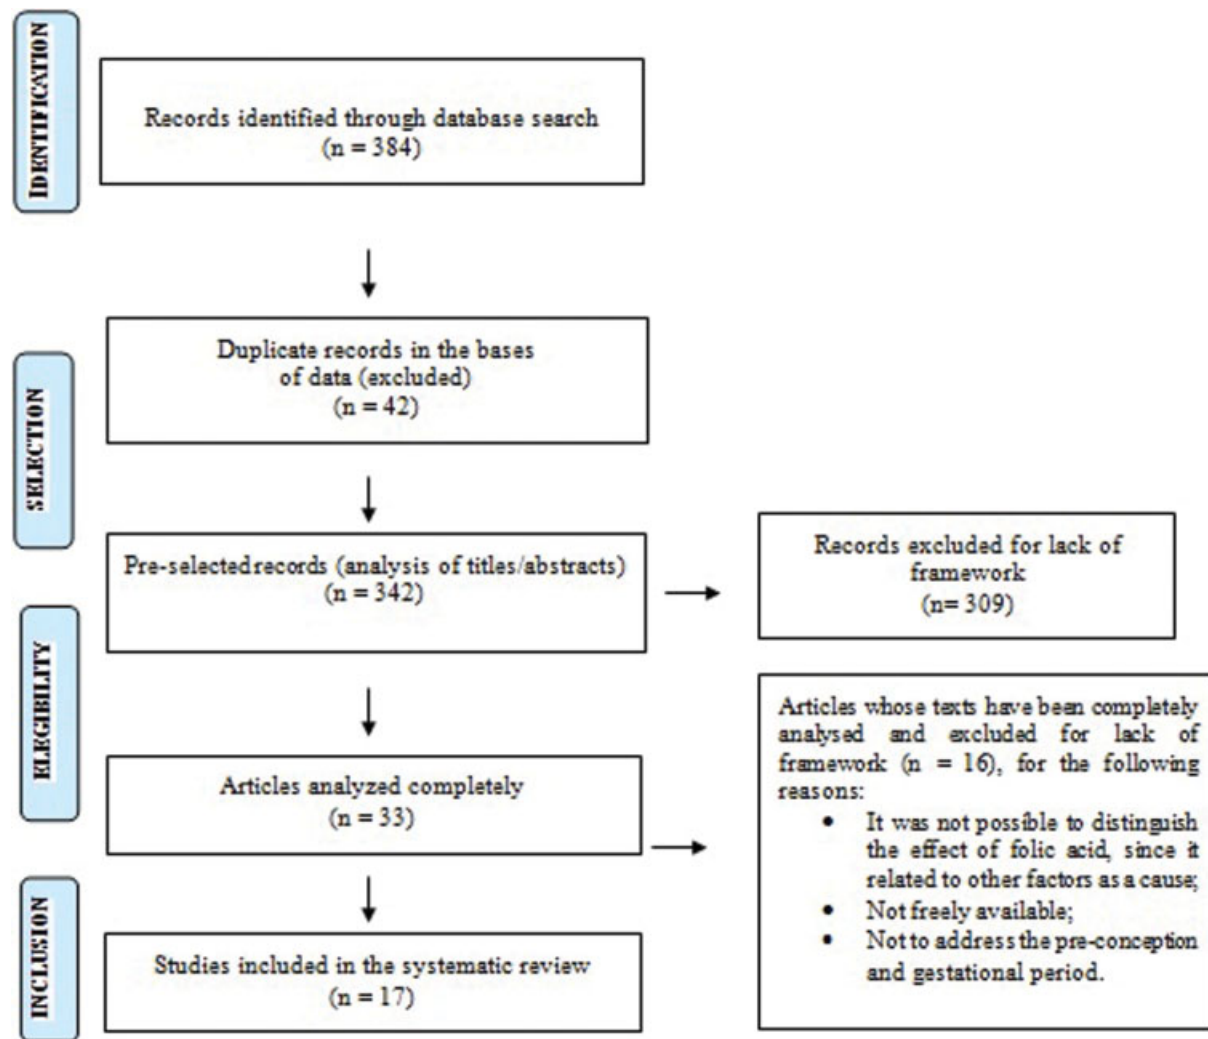 IDENTIFICATION
Records identified through database search
(n = 384)
SELECTION
Duplicate records in the bases
of data (excluded)
(n = 42)
Pre-selected records (analysis of titles/abstracts)
(n = 342)
Records excluded for lack of
framework
(n= 309)
ELEGIBILITY
Articles analyzed completely
(n = 33)
Articles whose texts have been completely
analysed and excluded for lack of
framework (n = 16), for the following
reasons:
• It was not possible to distinguish
the effect of folic acid, since it
related to other factors as a cause;
• Not freely available;
• Not to address the pre-conception
and gestational period.
INCLUSION
Studies included in the systematic review
(n = 17)